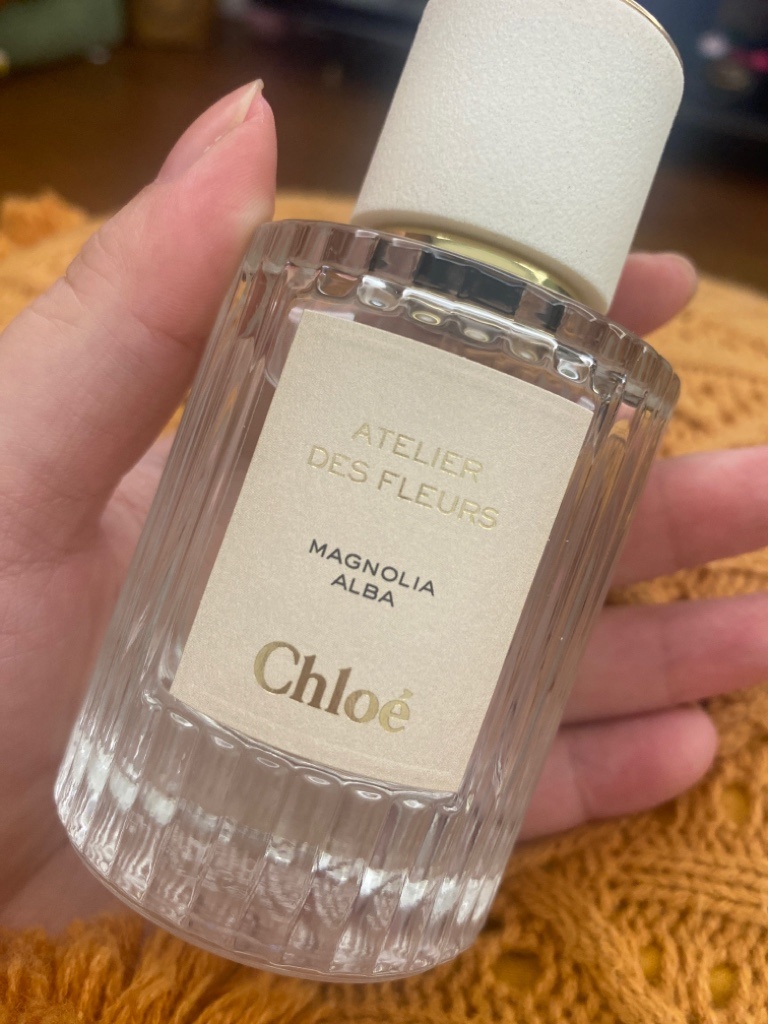 ATELIER
DES FLEURS
MAGNOLIA
ALBA
Chloé